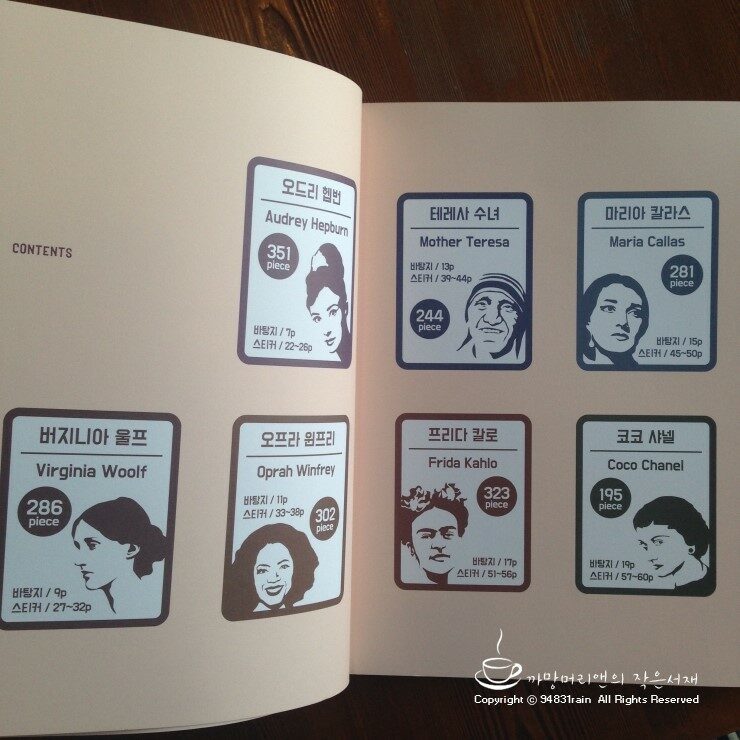 CONTENTS
오드리 헵번
Audrey Hepburn
351
piece
바탕지 / 7p
스티커 / 22~26p
버지니아 울프
Virginia Woolf
286
piece
바탕지 / 9p
스티커 / 27~32p
오프라 윈프리
Oprah Winfrey
바탕지 / 11p
스티커 / 33~38p
302
piece
테레사 수녀
Mother Teresa
바탕지 / 13p
스티커 / 39~44p
244
piece
마리아 칼라스
Maria Callas
281
piece
바탕지 / 15p
스티커 / 45~50p
프리다 칼로
Frida Kahlo
323
piece
바탕지 / 17p
스티커 / 51~56p
코코 샤넬
Coco Chanel
195
piece
바탕지 / 19p
스티커 / 57~60p
까망머리앤의 작은서재
Copyright © 94831rain All Rights Reserved